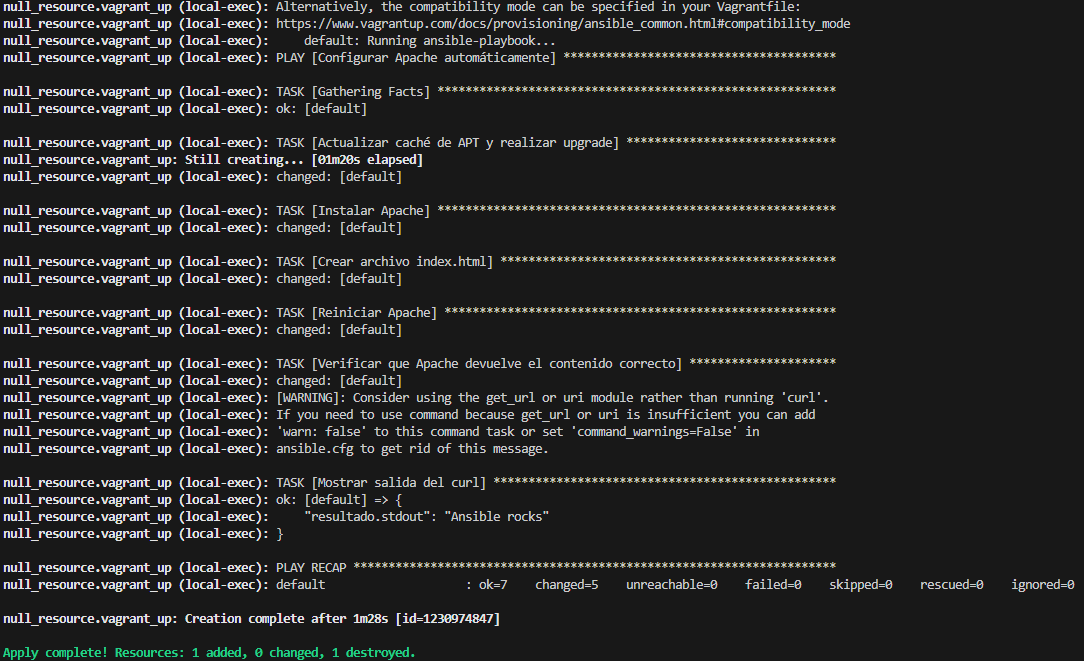 null_resource.vagrant_up (local-exec): Alternatively, the compatibility mode can be specified in your Vagrantfile:
null_resource.vagrant_up (local-exec): https://www.vagrantup.com/docs/provisioning/ansible_common.html#compatibility_mode
null_resource.vagrant_up (local-exec):     default: Running ansible-playbook...
null_resource.vagrant_up (local-exec): PLAY [Configurar Apache automáticamente] ***************************************
null_resource.vagrant_up (local-exec): TASK [Gathering Facts] *********************************************************
null_resource.vagrant_up (local-exec): ok: [default]
null_resource.vagrant_up (local-exec): TASK [Actualizar caché de APT y realizar upgrade] ******************************
null_resource.vagrant_up: Still creating... [01m20s elapsed]
null_resource.vagrant_up (local-exec): changed: [default]
null_resource.vagrant_up (local-exec): TASK [Instalar Apache] *********************************************************
null_resource.vagrant_up (local-exec): changed: [default]
null_resource.vagrant_up (local-exec): TASK [Crear archivo index.html] ************************************************
null_resource.vagrant_up (local-exec): changed: [default]
null_resource.vagrant_up (local-exec): TASK [Reiniciar Apache] ********************************************************
null_resource.vagrant_up (local-exec): changed: [default]
null_resource.vagrant_up (local-exec): TASK [Verificar que Apache devuelve el contenido correcto] *********************
null_resource.vagrant_up (local-exec): changed: [default]
null_resource.vagrant_up (local-exec): [WARNING]: Consider using the get_url or uri module rather than running 'curl'.
null_resource.vagrant_up (local-exec): If you need to use command because get_url or uri is insufficient you can add
null_resource.vagrant_up (local-exec): 'warn: false' to this command task or set 'command_warnings=False' in
null_resource.vagrant_up (local-exec): ansible.cfg to get rid of this message.
null_resource.vagrant_up (local-exec): TASK [Mostrar salida del curl] *************************************************
null_resource.vagrant_up (local-exec): ok: [default] => {
null_resource.vagrant_up (local-exec):     "resultado.stdout": "Ansible rocks"
null_resource.vagrant_up (local-exec): }
null_resource.vagrant_up (local-exec): PLAY RECAP *********************************************************************
null_resource.vagrant_up (local-exec): default                    : ok=7    changed=5    unreachable=0    failed=0    skipped=0    rescued=0    ignored=0
null_resource.vagrant_up: Creation complete after 1m28s [id=1230974847]
Apply complete! Resources: 1 added, 0 changed, 1 destroyed.